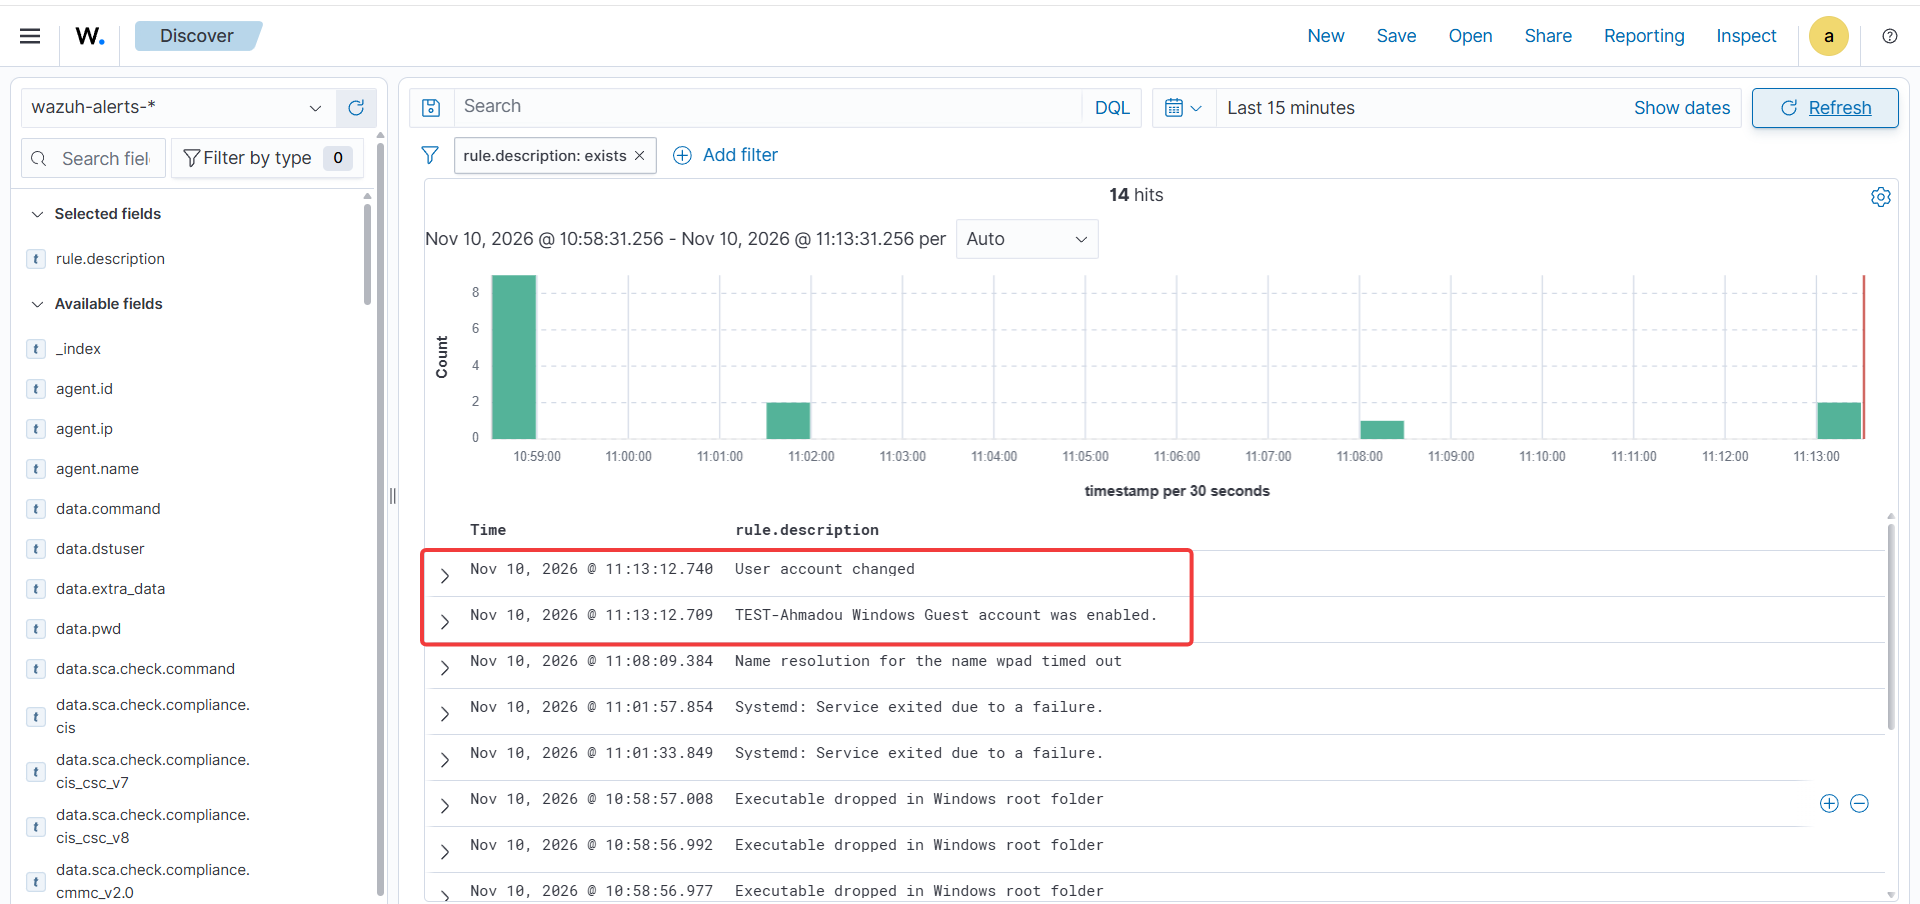 W.
Discover
New Save Open Share Reporting Inspect a
wazuh-alerts-*
Search
DQL
Last 15 minutes
Show dates
Refresh
Search fiel
Filter by type 0
rule.description: exists
Add filter
Selected fields
t rule.description
Available fields
t _index
t agent.id
t agent.ip
t agent.name
t data.command
t data.dstuser
t data.extra_data
t data.pwd
t data.sca.check.command
t data.sca.check.compliance.
cis
t data.sca.check.compliance.
cis_csc_v7
t data.sca.check.compliance.
cis_csc_v8
t data.sca.check.compliance.
cmmc_v2.0
14 hits
Nov 10, 2026 @ 10:58:31.256 - Nov 10, 2026 @ 11:13:31.256 per Auto
Count
8
6
4
2
0
10:59:00 11:00:00 11:01:00 11:02:00 11:03:00 11:04:00 11:05:00 11:06:00 11:07:00 11:08:00 11:09:00 11:10:00 11:11:00 11:12:00 11:13:00
timestamp per 30 seconds
Time rule.description
Nov 10, 2026 @ 11:13:12.740 User account changed
Nov 10, 2026 @ 11:13:12.709 TEST-Ahmadou Windows Guest account was enabled.
Nov 10, 2026 @ 11:08:09.384 Name resolution for the name wpad timed out
Nov 10, 2026 @ 11:01:57.854 Systemd: Service exited due to a failure.
Nov 10, 2026 @ 11:01:33.849 Systemd: Service exited due to a failure.
Nov 10, 2026 @ 10:58:57.008 Executable dropped in Windows root folder
Nov 10, 2026 @ 10:58:56.992 Executable dropped in Windows root folder
Nov 10, 2026 @ 10:58:56.977 Executable dropped in Windows root folder